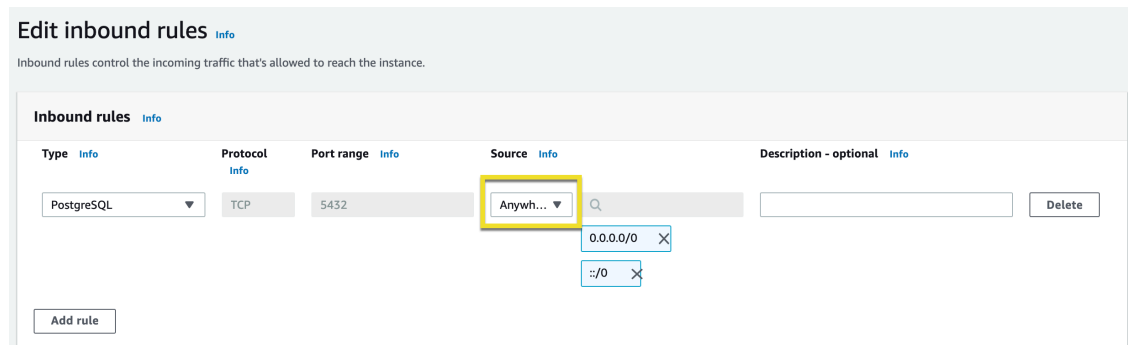 Edit inbound rules Info
Inbound rules control the incoming traffic that's allowed to reach the instance.
Inbound rules Info
Type Info Protocol Info Port range Info Source Info Description - optional Info
PostgreSQL TCP 5432 Anywh... Delete
0.0.0.0/0
::/0
Add rule